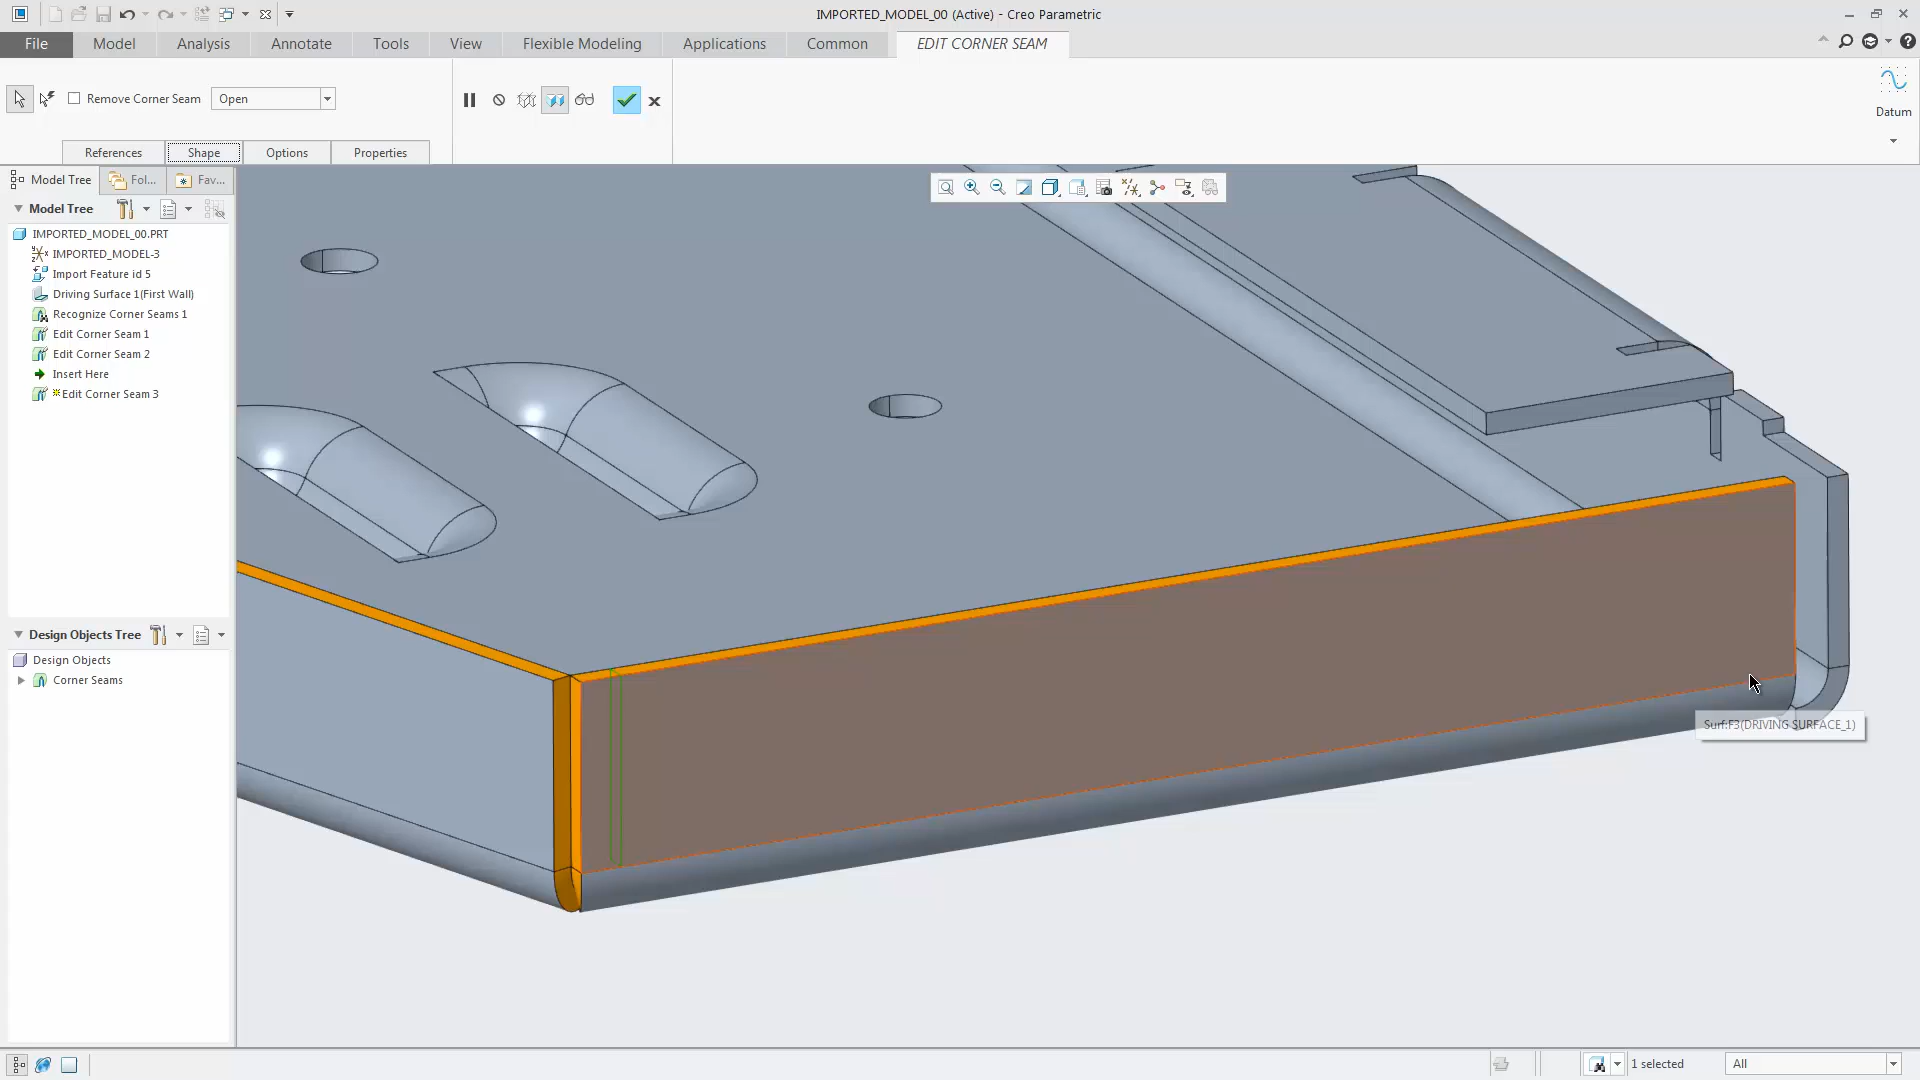 IMPORTED_MODEL_00 (Active) - Creo Parametric
File Model Analysis Annotate Tools View Flexible Modeling Applications Common EDIT CORNER SEAM
Remove Corner Seam Open
Datum
References Shape Options Properties
Model Tree Fol... Fav...
Model Tree
IMPORTED_MODEL_00.PRT
IMPORTED_MODEL-3
Import Feature id 5
Driving Surface 1(First Wall)
Recognize Corner Seams 1
Edit Corner Seam 1
Edit Corner Seam 2
Insert Here
Edit Corner Seam 3
Design Objects Tree
Design Objects
Corner Seams
Surf:F3(DRIVING SURFACE_1)
1 selected All